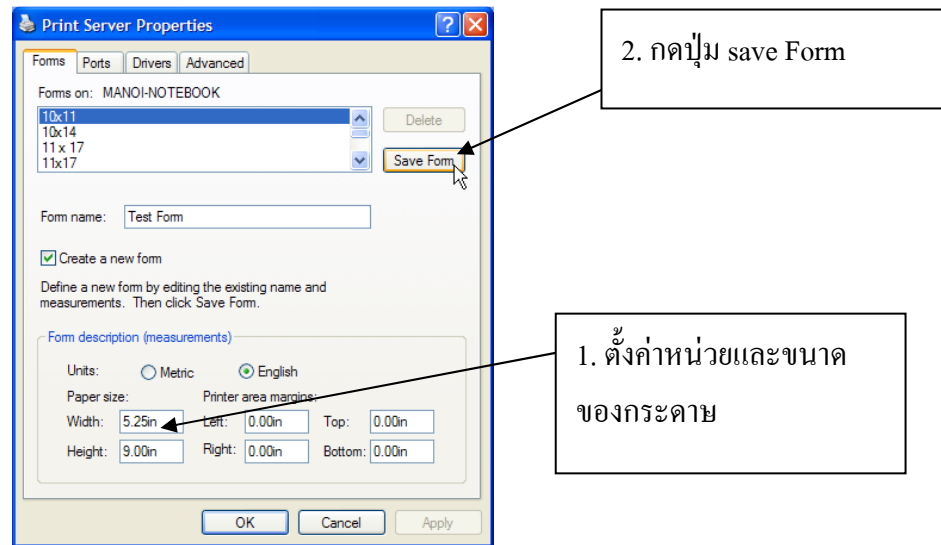 Print Server Properties
2. กดปุ่ม save Form
Forms Ports Drivers Advanced
Forms on: MANOI-NOTEBOOK
10x11
10x14
11 x 17
11x17
Delete
Save Form
Form name: Test Form
Create a new form
Define a new form by editing the existing name and
measurements. Then click Save Form.
Form description (measurements)
Units: Metric English
Paper size: Printer area margins:
Width: 5.25in Left: 0.00in Top: 0.00in
Height: 9.00in Right: 0.00in Bottom: 0.00in
1. ตั้งค่าหน่วยและขนาด
ของกระดาษ
OK Cancel Apply